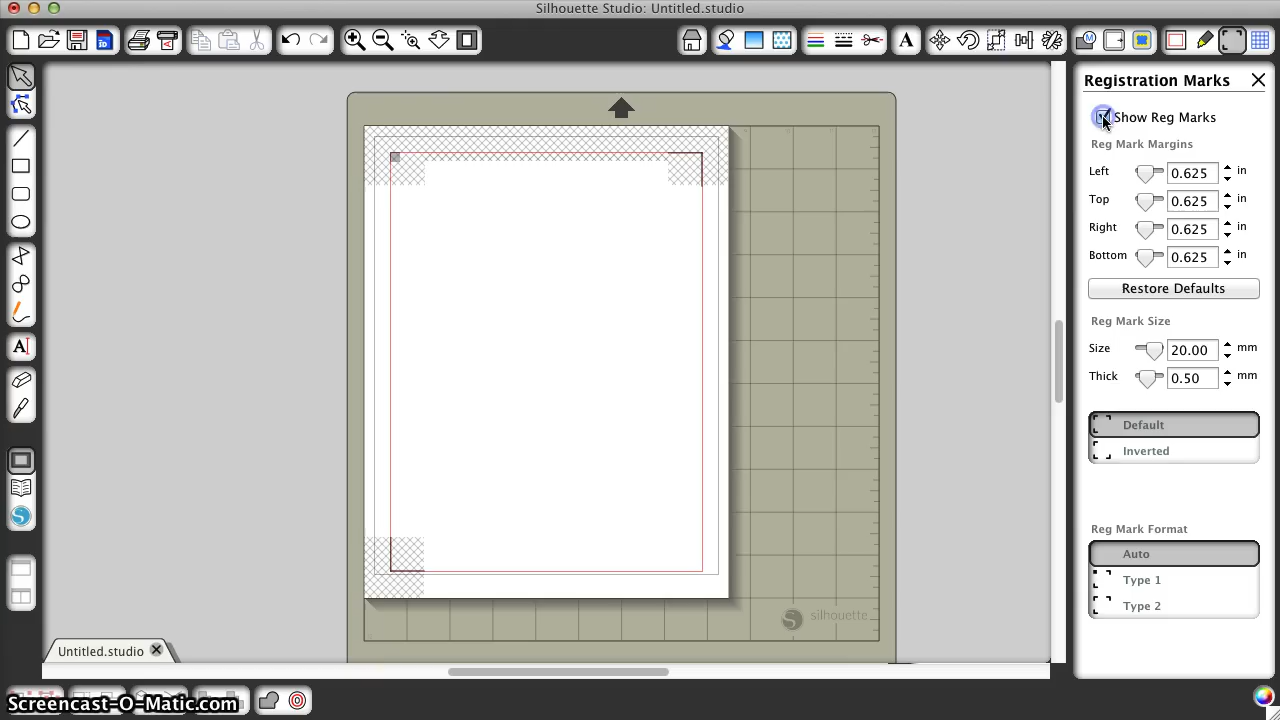 Silhouette Studio: Untitled.studio
Registration Marks
Show Reg Marks
Reg Mark Margins
Left 0.625 in
Top 0.625 in
Right 0.625 in
Bottom 0.625 in
Restore Defaults
Reg Mark Size
Size 20.00 mm
Thick 0.50 mm
Default
Inverted
Reg Mark Format
Auto
Type 1
Type 2
silhouette
Untitled.studio
Screencast-O-Matic.com